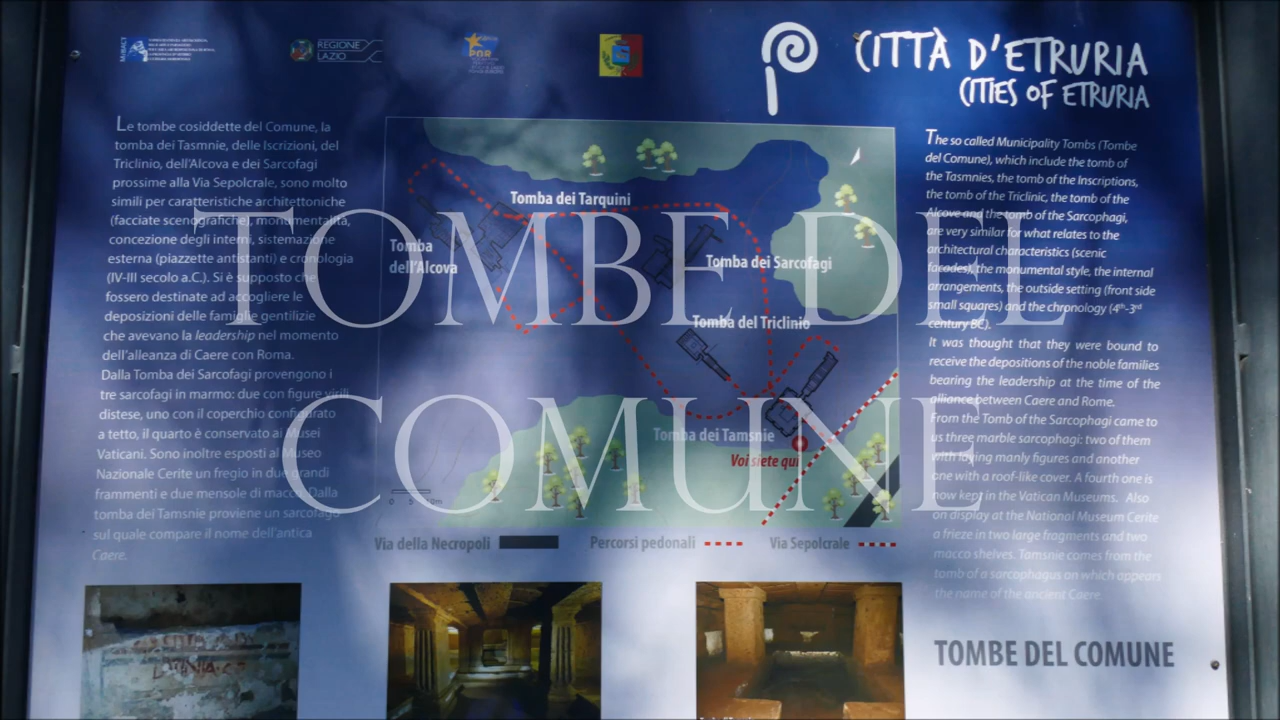 REGIONE
LAZIO
POR
CITTÀ D'ETRURIA
CITIES OF ETRURIA
Le tombe cosiddette del Comune, la
tomba dei Tasmnie, delle Iscrizioni, del
Triclinio, dell'Alcova e dei Sarcofagi
prossime alla Via Sepolcrale, sono molto
simili per caratteristiche architettoniche
(facciate scenografiche), monumentalità,
concezione degli interni, sistemazione
esterna (piazzette antistanti) e cronologia
(IV-III secolo a.C.). Si è supposto che
fossero destinate ad accogliere le
deposizioni delle famiglie gentilizie
che avevano la leadership nel momento
dell'alleanza di Caere con Roma.
Dalla Tomba dei Sarcofagi provengono i
tre sarcofagi in marmo: due con figure virili
distese, uno con il coperchio configurato
a tetto, il quarto è conservato ai Musei
Vaticani. Sono inoltre esposti al Museo
Nazionale Cerite un fregio in due grandi
frammenti e due mensole di macco. Dalla
tomba dei Tamsnie proviene un sarcofago
sul quale compare il nome dell'antica
Caere.
Tomba dei Tarquini
Tomba
dell'Alcova
Tomba dei Sarcofagi
Tomba del Triclinio
Tomba dei Tamsnie
Voi siete qui
Via della Necropoli
Percorsi pedonali
Via Sepolcrale
The so called Municipality Tombs (Tombe
del Comune), which include the tomb of
the Tasmnies, the tomb of the Inscriptions,
the tomb of the Triclinic, the tomb of the
Alcove and the tomb of the Sarcophagi,
are very similar for what relates to the
architectural characteristics (scenic
facades), the monumental style, the internal
arrangements, the outside setting (front side
small squares) and the chronology (4th-3rd
century BC).
It was thought that they were bound to
receive the depositions of the noble families
bearing the leadership at the time of the
alliance between Caere and Rome.
From the Tomb of the Sarcophagi came to
us three marble sarcophagi: two of them
with laying manly figures and another
one with a roof-like cover. A fourth one is
now kept in the Vatican Museums. Also
on display at the National Museum Cerite
a frieze in two large fragments and two
macco shelves. Tamsnie comes from the
tomb of a sarcophagus on which appears
the name of the ancient Caere.
TOMBE DEL COMUNE
TOMBE DEL
COMUNE